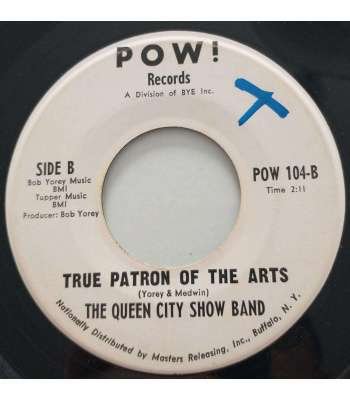 POW!
Records
A Division of BYE Inc.
SIDE B
Bob Yorey Music
BMI
Tupper Music
BMI
Producer: Bob Yorey
POW 104-B
Time 2:11
TRUE PATRON OF THE ARTS
(Yorey & Medwin)
THE QUEEN CITY SHOW BAND
Nationally Distributed by Masters Releasing, Inc., Buffalo, N. Y.